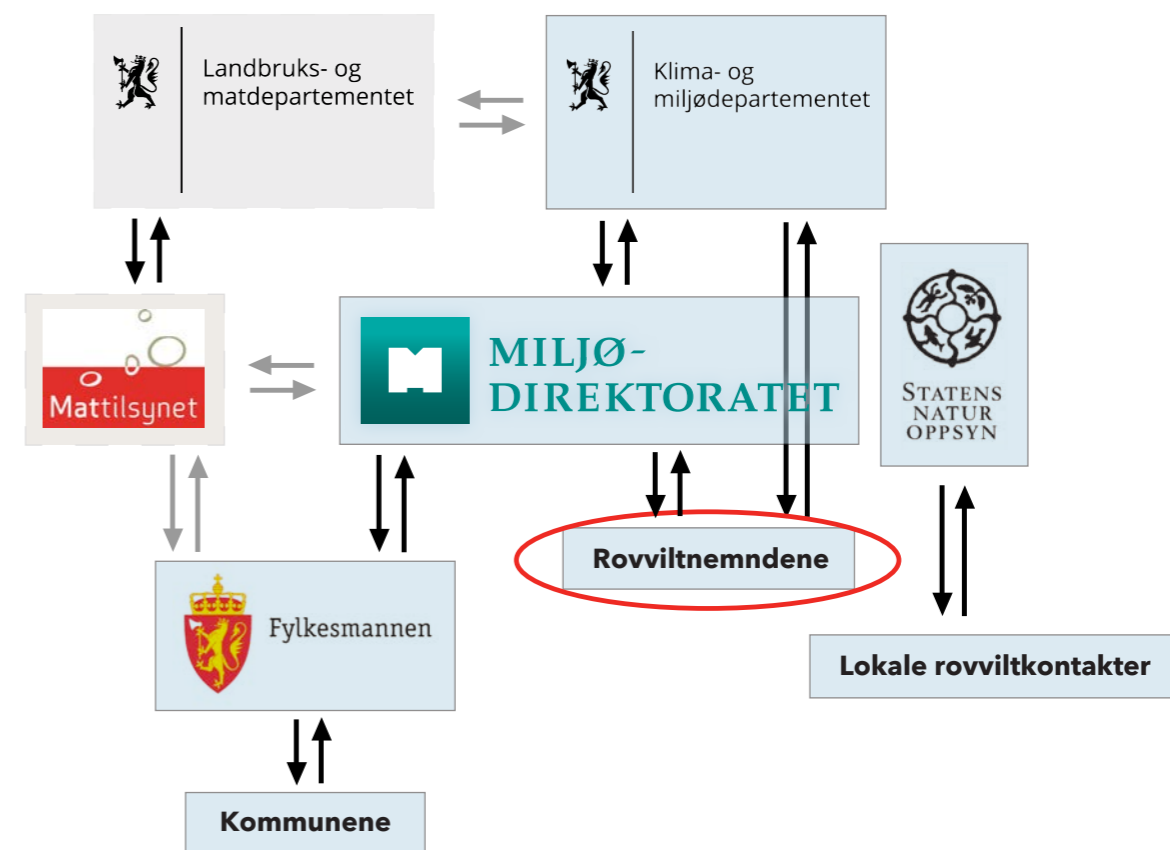 Landbruks- og
matdepartementet
Klima- og
miljødepartementet
Mattilsynet
MILJØ-
DIREKTORATET
STATENS
NATUR
OPPSYN
Rovviltnemndene
Fylkesmannen
Lokale rovviltkontakter
Kommunene